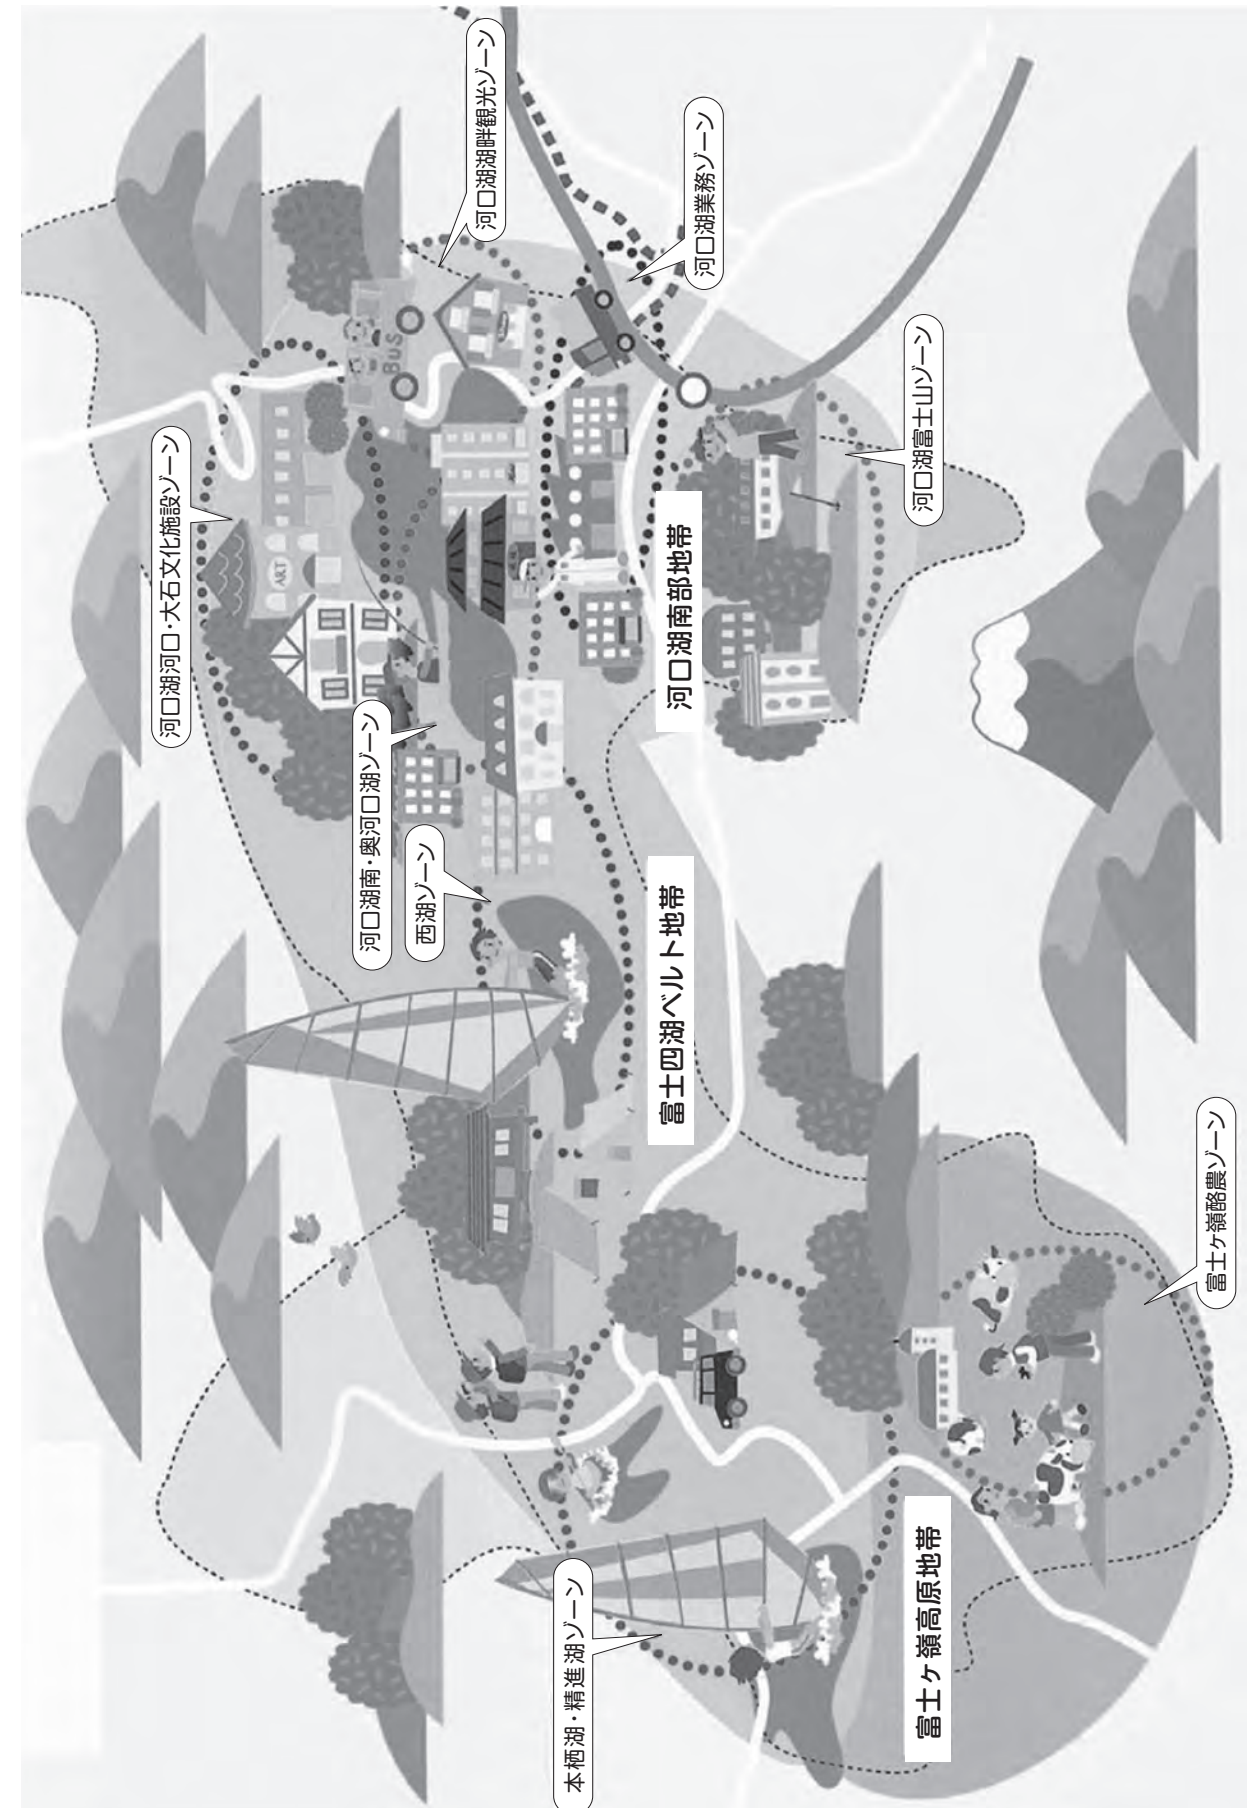 河口湖湖畔観光ゾーン
河口湖業務ゾーン
河口湖富士山ゾーン
河口湖河口・大石文化施設ゾーン
BUS
ART
河口湖南部地帯
河口湖南・奥河口湖ゾーン
西湖ゾーン
富士四湖ベルト地帯
富士ヶ嶺酪農ゾーン
富士ヶ嶺高原地帯
本栖湖・精進湖ゾーン